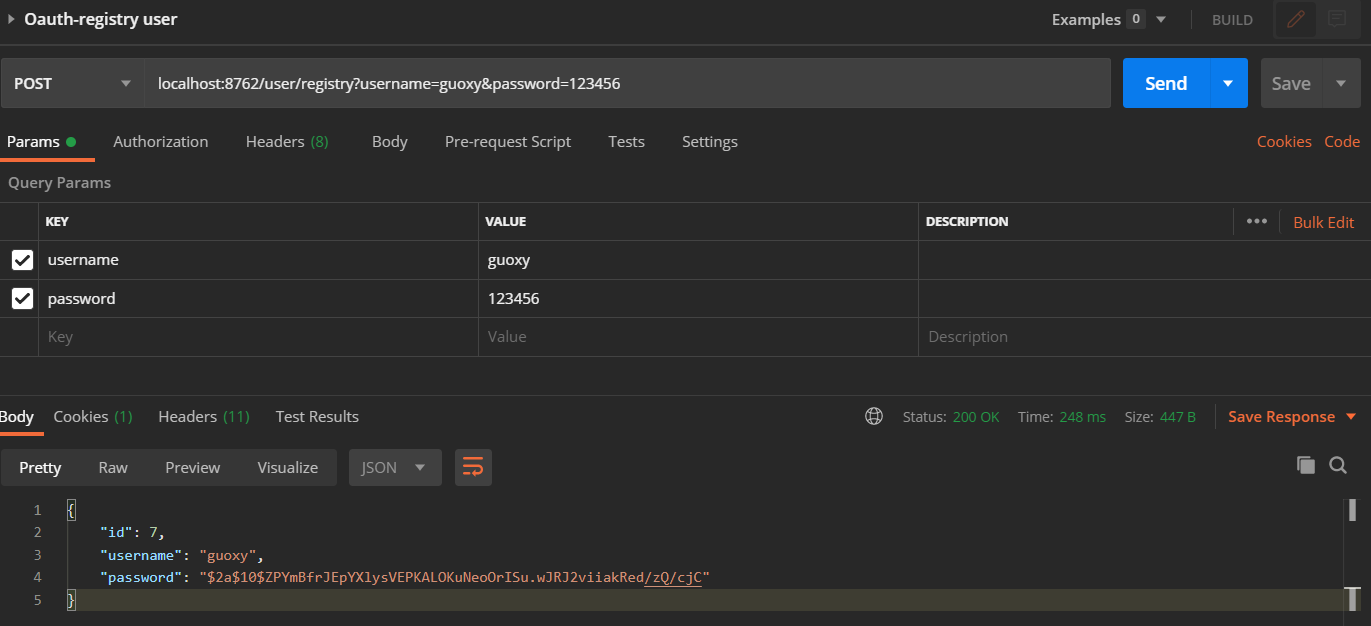 Oauth-registry user Examples 0 BUILD
POST localhost:8762/user/registry?username=guoxy&password=123456 Send Save
Params Authorization Headers (8) Body Pre-request Script Tests Settings Cookies Code
Query Params
KEY VALUE DESCRIPTION ••• Bulk Edit
username guoxy
password 123456
Key Value Description
Body Cookies (1) Headers (11) Test Results Status: 200 OK Time: 248 ms Size: 447 B Save Response
Pretty Raw Preview Visualize JSON
1 {
2 "id": 7,
3 "username": "guoxy",
4 "password": "$2a$10$ZPYmBfrJEpYXlysVEPKALOKuNeoOrISu.wJRJ2viiakRed/zQ/cjC"
5 }